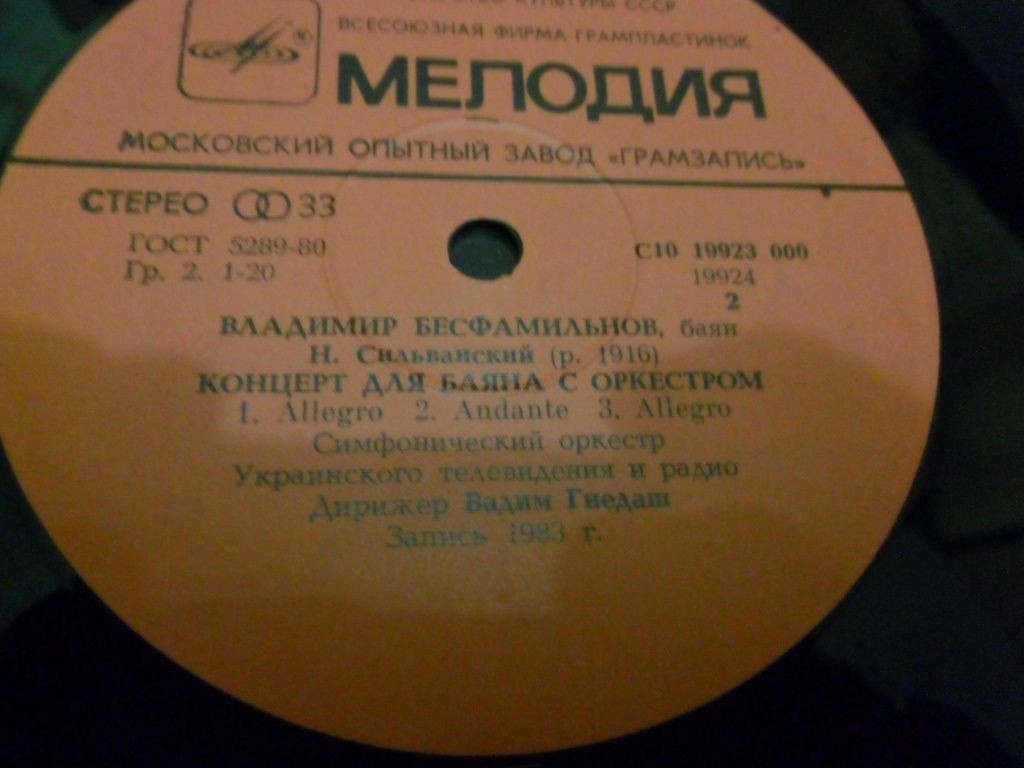 КУЛЬТУРЫ СССР
ВСЕСОЮЗНАЯ ФИРМА ГРАМПЛАСТИНОК
®
МЕЛОДИЯ
МОСКОВСКИЙ ОПЫТНЫЙ ЗАВОД «ГРАМЗАПИСЬ»
СТЕРЕО 33
ГОСТ 5289-80
Гр. 2. 1-20
С10 19923 000
19924
2
ВЛАДИМИР БЕСФАМИЛЬНОВ, баян
Н. Сильванский (р. 1916)
КОНЦЕРТ ДЛЯ БАЯНА С ОРКЕСТРОМ
1. Allegro 2. Andante 3. Allegro
Симфонический оркестр
Украинского телевидения и радио
Дирижер Вадим Гнедаш
Запись 1983 г.